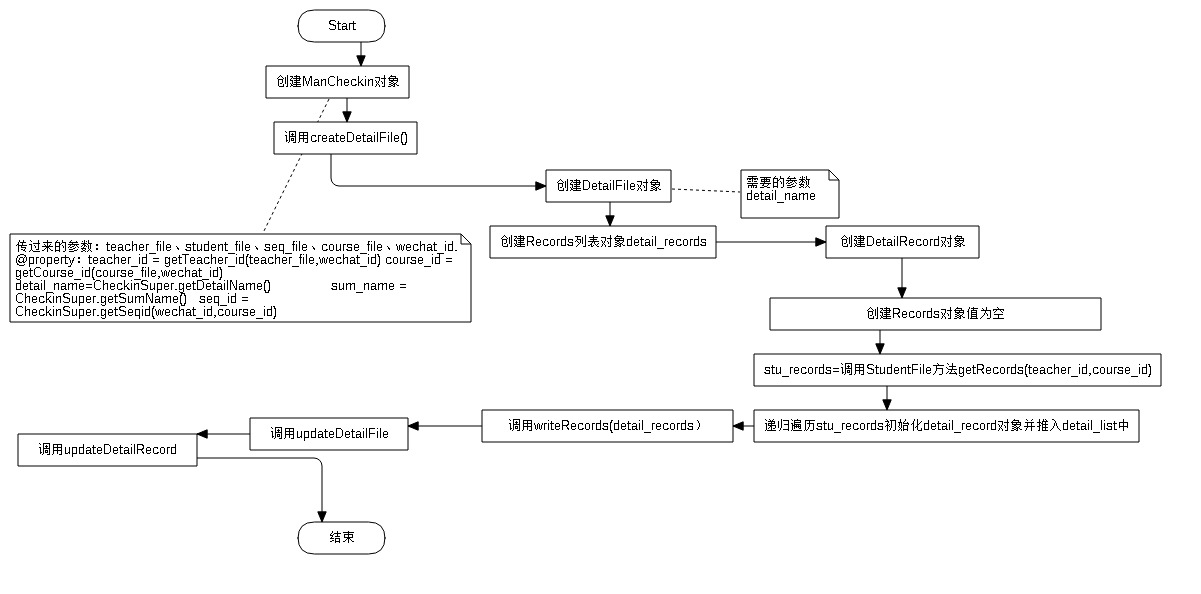 Start
创建ManCheckin对象
调用createDetailFile()
创建DetailFile对象
需要的参数
detail_name
创建Records列表对象detail_records
创建DetailRecord对象
传过来的参数：teacher_file、student_file、seq_file、course_file、wechat_id.
@property：teacher_id = getTeacher_id(teacher_file,wechat_id) course_id =
getCourse_id(course_file,wechat_id)
detail_name=CheckinSuper.getDetailName() sum_name =
CheckinSuper.getSumName() seq_id =
CheckinSuper.getSeqid(wechat_id,course_id)
创建Records对象值为空
stu_records=调用StudentFile方法getRecords(teacher_id,course_id)
递归遍历stu_records初始化detail_record对象并推入detail_list中
调用writeRecords(detail_records）
调用updateDetailFile
调用updateDetailRecord
结束